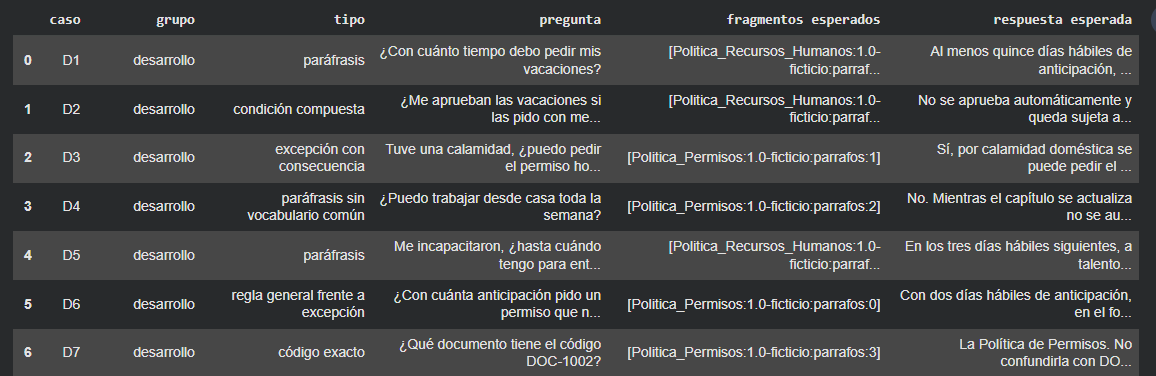 caso grupo tipo pregunta fragmentos esperados respuesta esperada
0 D1 desarrollo paráfrasis ¿Con cuánto tiempo debo pedir mis vacaciones? [Politica_Recursos_Humanos:1.0-ficticio:parraf... Al menos quince días hábiles de anticipación, ...
1 D2 desarrollo condición compuesta ¿Me aprueban las vacaciones si las pido con me... [Politica_Recursos_Humanos:1.0-ficticio:parraf... No se aprueba automáticamente y queda sujeta a...
2 D3 desarrollo excepción con consecuencia Tuve una calamidad, ¿puedo pedir el permiso ho... [Politica_Permisos:1.0-ficticio:parrafos:1] Sí, por calamidad doméstica se puede pedir el ...
3 D4 desarrollo paráfrasis sin vocabulario común ¿Puedo trabajar desde casa toda la semana? [Politica_Permisos:1.0-ficticio:parrafos:2] No. Mientras el capítulo se actualiza no se au...
4 D5 desarrollo paráfrasis Me incapacitaron, ¿hasta cuándo tengo para ent... [Politica_Recursos_Humanos:1.0-ficticio:parraf... En los tres días hábiles siguientes, a talento...
5 D6 desarrollo regla general frente a excepción ¿Con cuánta anticipación pido un permiso que n... [Politica_Permisos:1.0-ficticio:parrafos:0] Con dos días hábiles de anticipación, en el fo...
6 D7 desarrollo código exacto ¿Qué documento tiene el código DOC-1002? [Politica_Permisos:1.0-ficticio:parrafos:3] La Política de Permisos. No confundirla con DO...